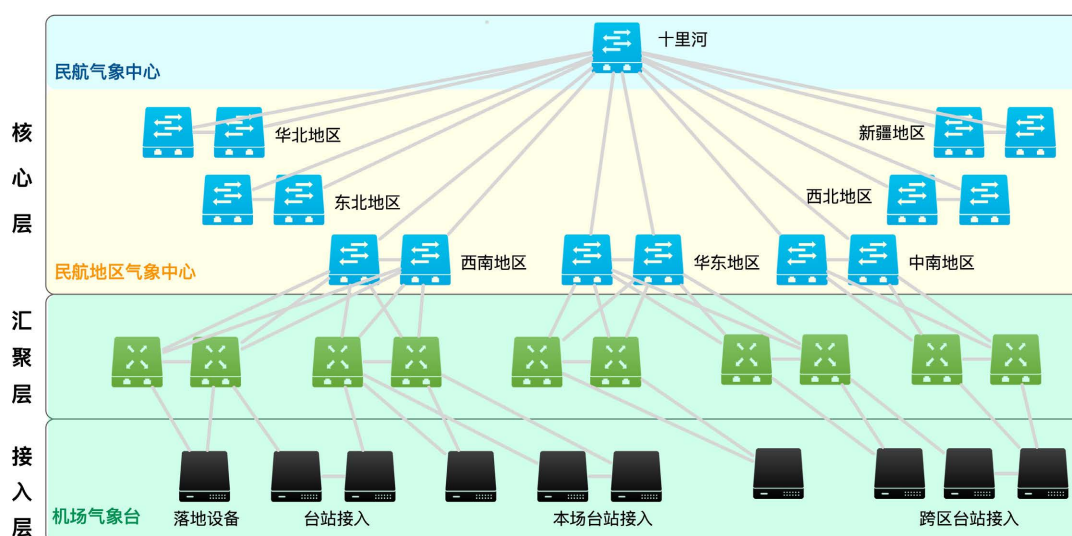 十里河
民航气象中心
核心层
华北地区
新疆地区
东北地区
西北地区
民航地区气象中心
西南地区
华东地区
中南地区
汇聚层
接入层
机场气象台
落地设备
台站接入
本场台站接入
跨区台站接入